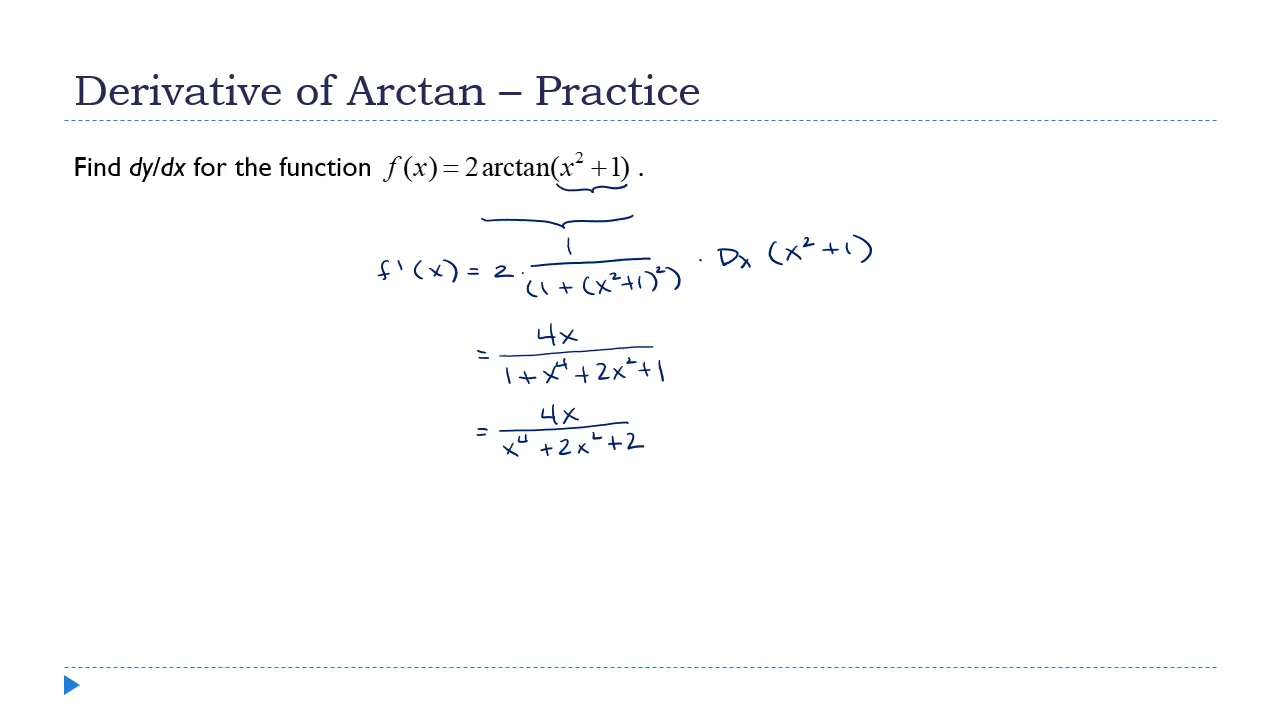 Derivative of Arctan – Practice
Find dy/dx for the function f(x) = 2 arctan(x² + 1) .
f'(x) = 2 · 1/(1 + (x²+1)²) · Dx (x² + 1)
= 4x/(1 + x⁴ + 2x² + 1)
= 4x/(x⁴ + 2x² + 2)